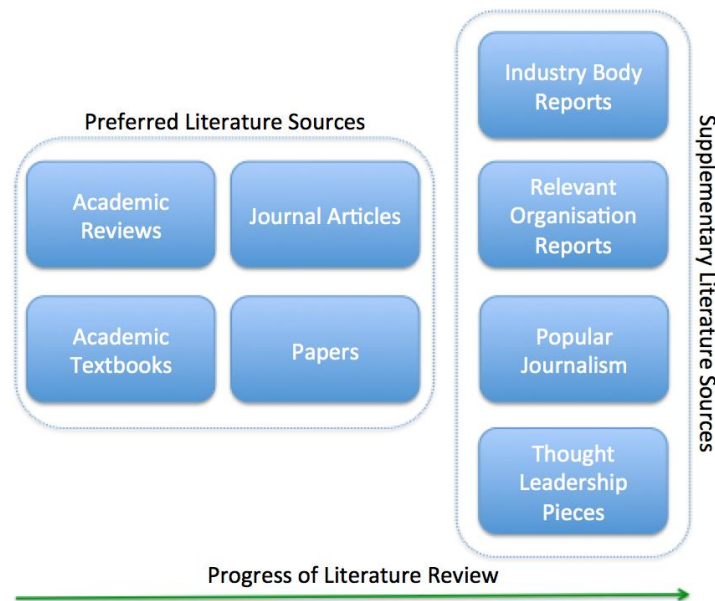 Preferred Literature Sources
Academic
Reviews
Journal Articles
Academic
Textbooks
Papers
Industry Body
Reports
Relevant
Organisation
Reports
Popular
Journalism
Thought
Leadership
Pieces
Supplementary Literature Sources
Progress of Literature Review